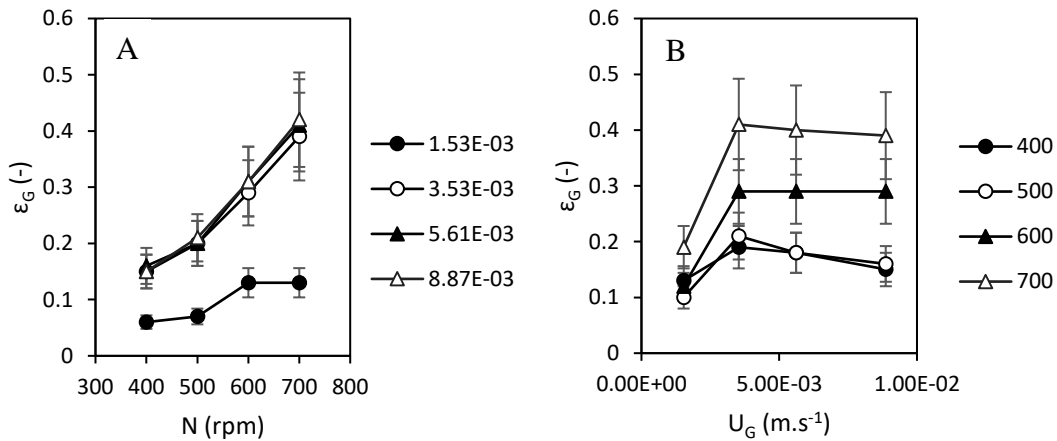 A
0.6
0.5
0.4
0.3
0.2
0.1
0
300 400 500 600 700 800
N (rpm)
εG (-)
1.53E-03
3.53E-03
5.61E-03
8.87E-03
B
0.6
0.5
0.4
0.3
0.2
0.1
0
0.00E+00 5.00E-03 1.00E-02
UG (m.s-1)
εG (-)
400
500
600
700